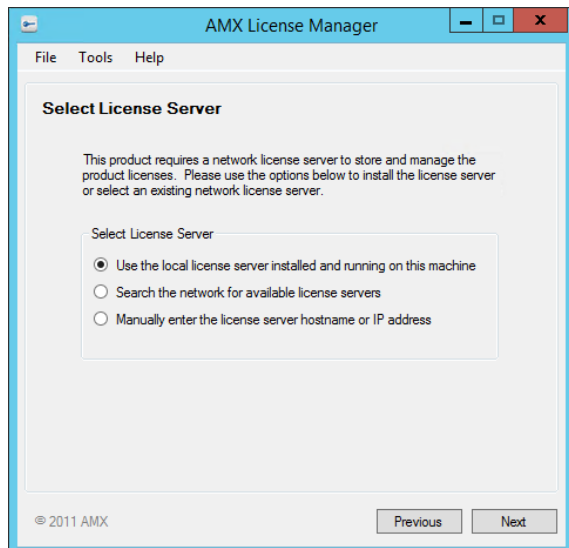 AMX License Manager
File Tools Help
Select License Server
This product requires a network license server to store and manage the
product licenses. Please use the options below to install the license server
or select an existing network license server.
Select License Server
Use the local license server installed and running on this machine
Search the network for available license servers
Manually enter the license server hostname or IP address
© 2011 AMX
Previous Next